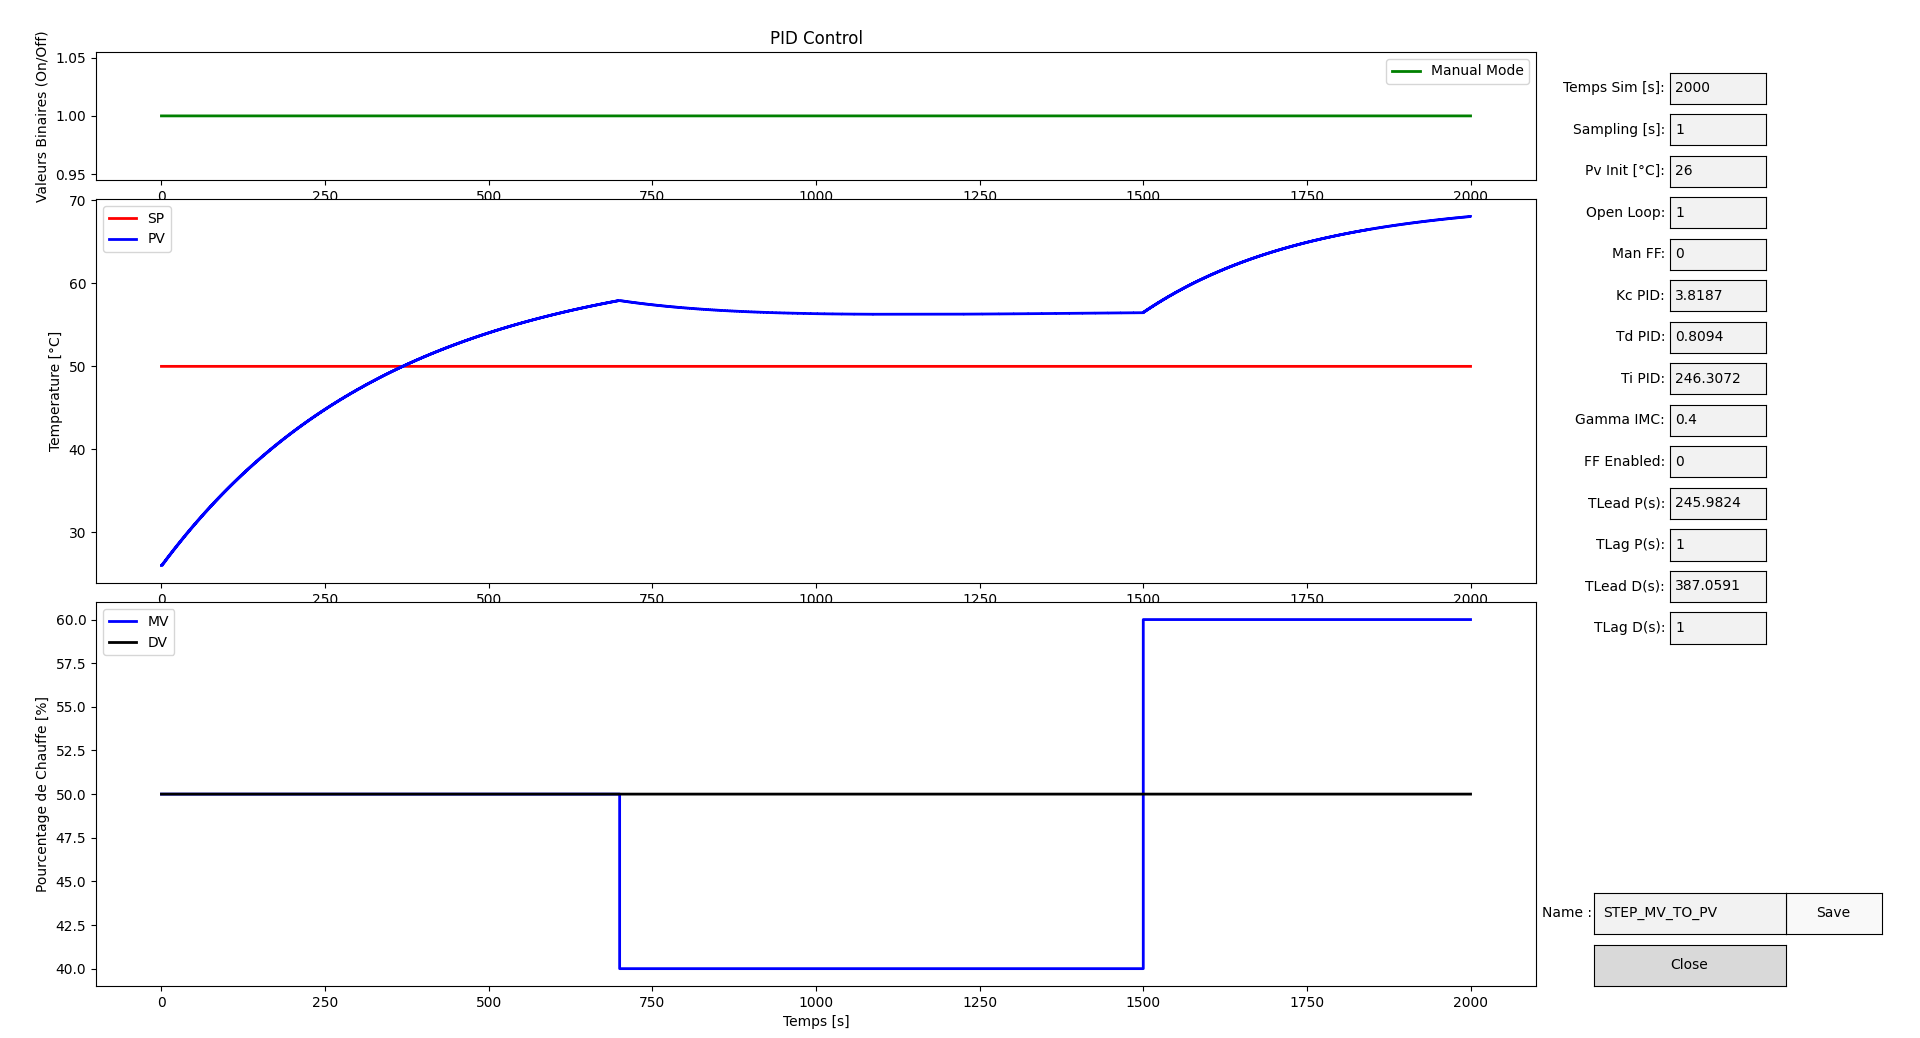 PID Control
Valeurs Binaires (On/Off)
1.05
1.00
0.95
Manual Mode
0 250 500 750 1000 1250 1500 1750 2000
Temperature [°C]
70
60
50
40
30
SP
PV
0 250 500 750 1000 1250 1500 1750 2000
Pourcentage de Chauffe [%]
60.0
57.5
55.0
52.5
50.0
47.5
45.0
42.5
40.0
MV
DV
0 250 500 750 1000 1250 1500 1750 2000
Temps [s]
Temps Sim [s]: 2000
Sampling [s]: 1
Pv Init [°C]: 26
Open Loop: 1
Man FF: 0
Kc PID: 3.8187
Td PID: 0.8094
Ti PID: 246.3072
Gamma IMC: 0.4
FF Enabled: 0
TLead P(s): 245.9824
TLag P(s): 1
TLead D(s): 387.0591
TLag D(s): 1
Name : STEP_MV_TO_PV Save
Close